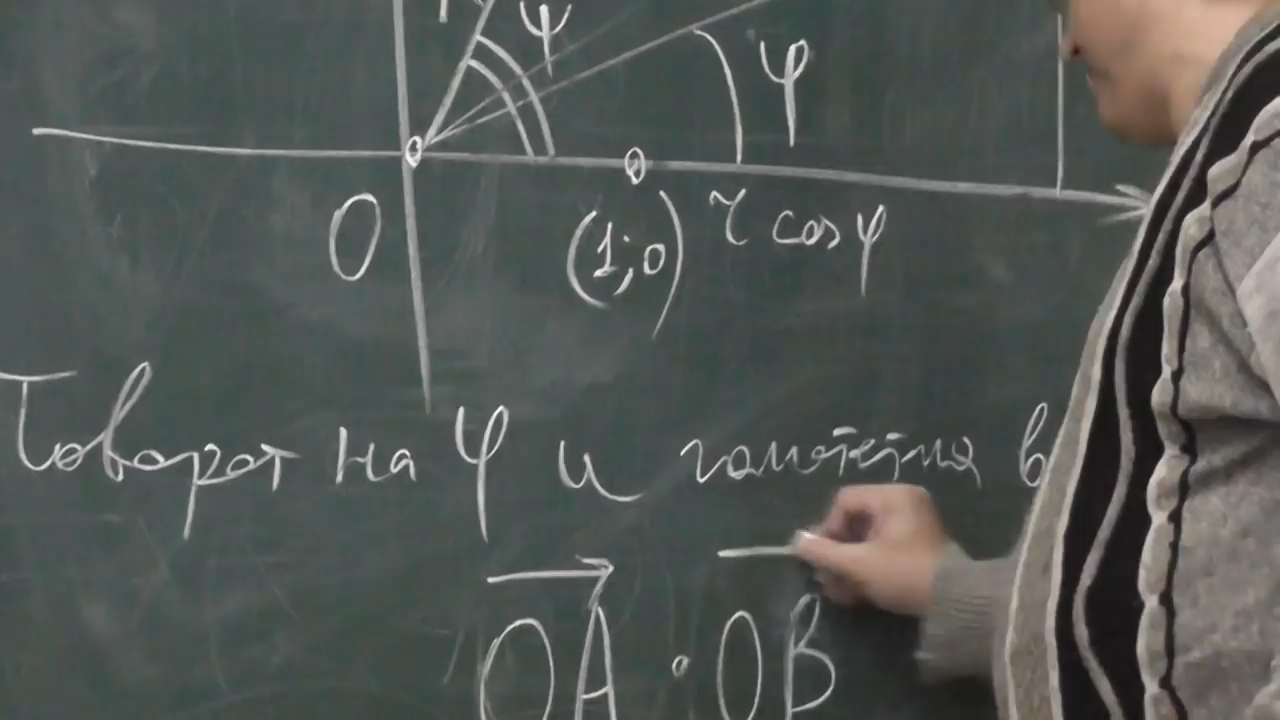 ψ
φ
O
(1;0) r cos φ
Поворот на φ и гомотетия в
OA · OB